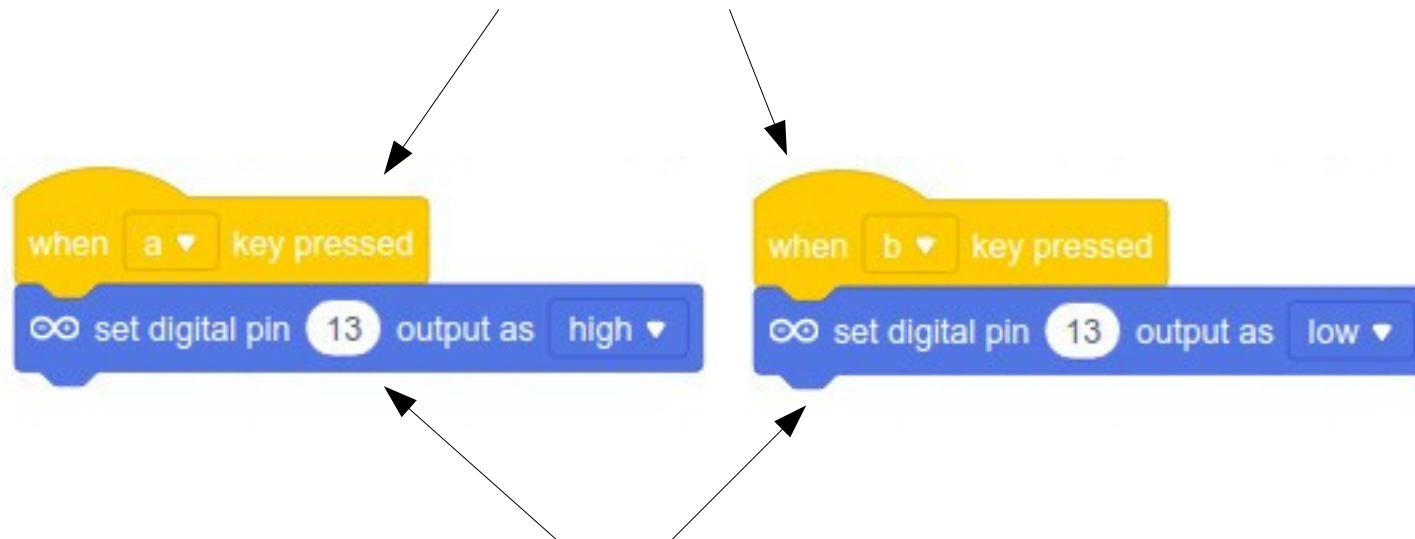 when a key pressed
set digital pin 13 output as high
when b key pressed
set digital pin 13 output as low